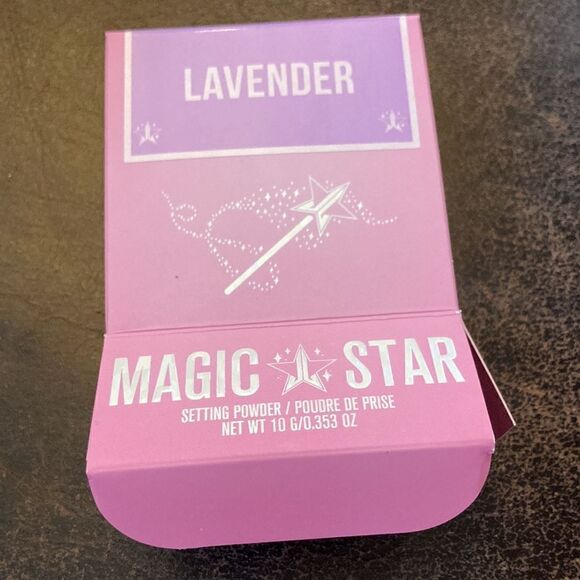 LAVENDER
MAGIC STAR
SETTING POWDER / POUDRE DE PRISE
NET WT 10 G/0.353 OZ